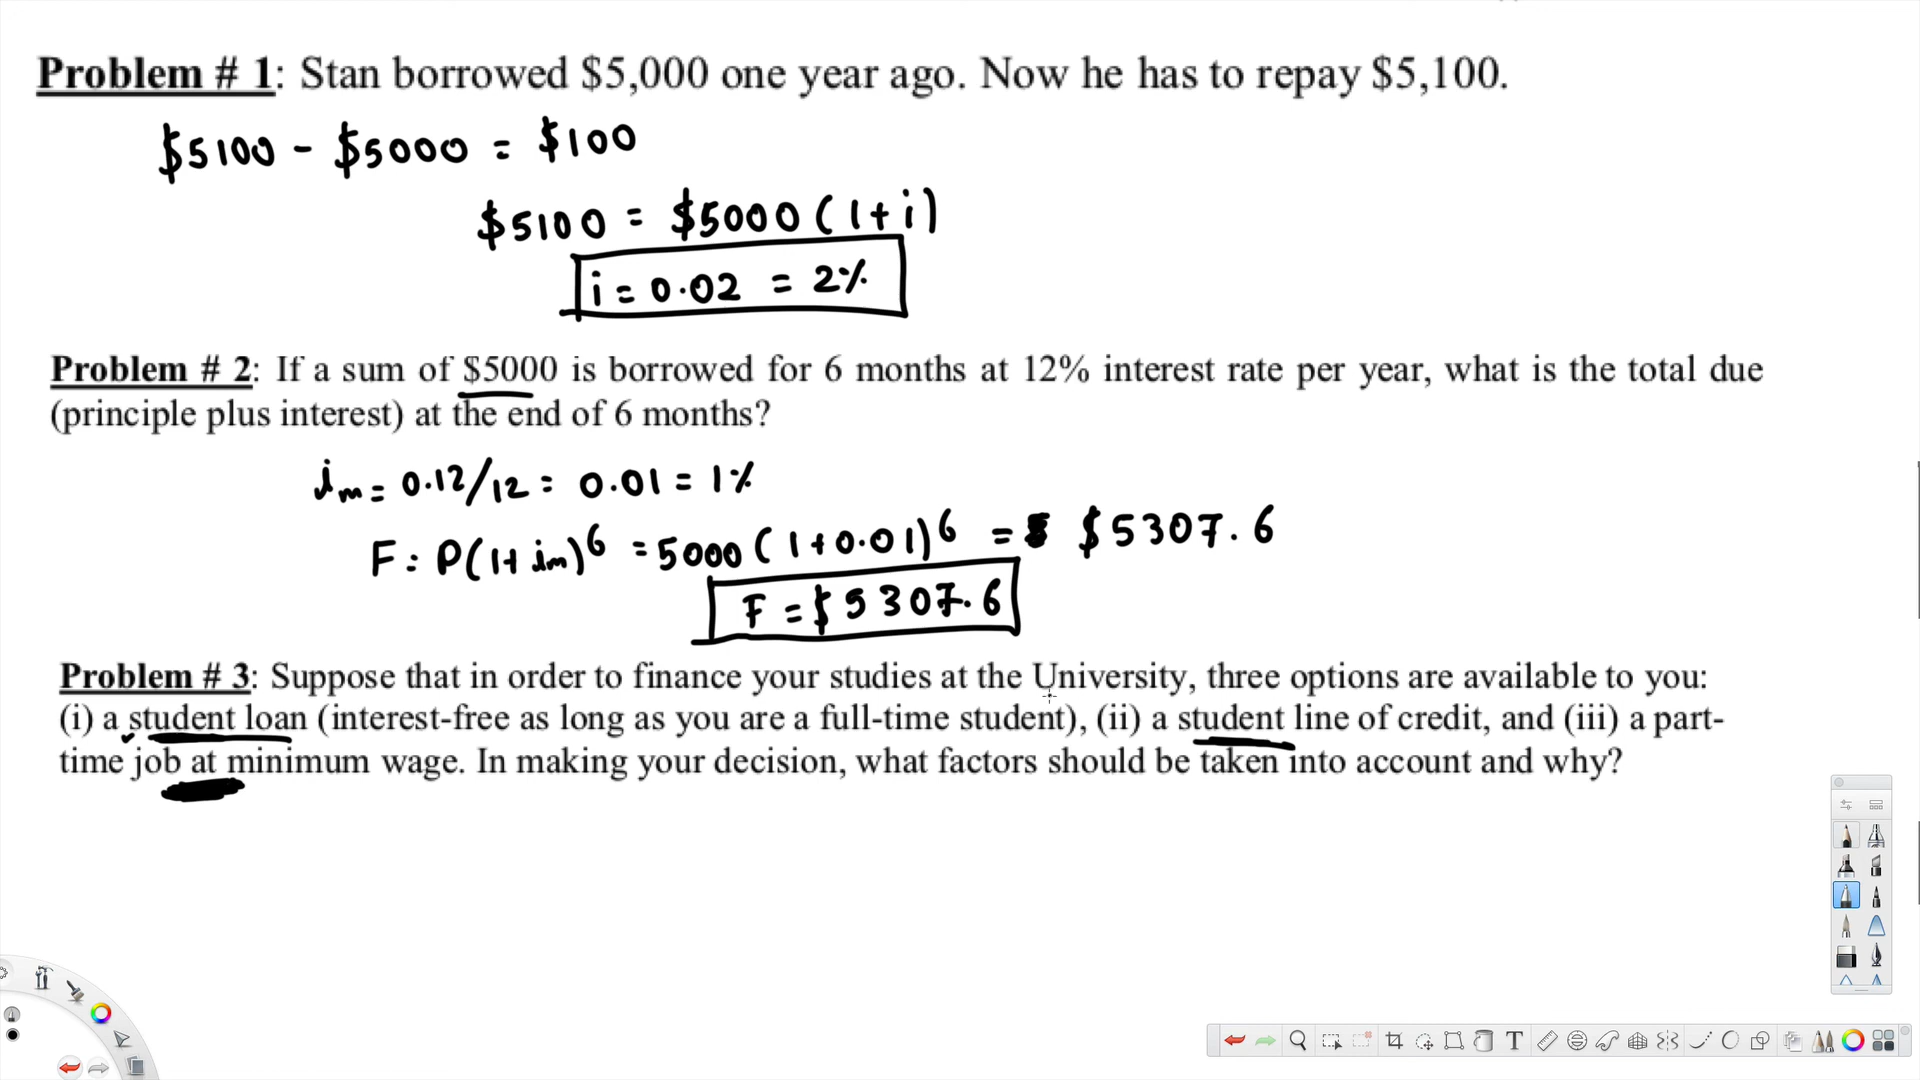 Problem # 1: Stan borrowed $5,000 one year ago. Now he has to repay $5,100.
$5100 - $5000 = $100
$5100 = $5000 (1+i)
i = 0.02 = 2%
Problem # 2: If a sum of $5000 is borrowed for 6 months at 12% interest rate per year, what is the total due
(principle plus interest) at the end of 6 months?
im = 0.12/12 = 0.01 = 1%
F = P(1+im)^6 = 5000 (1+0.01)^6 = $5307.6
F = $5307.6
Problem # 3: Suppose that in order to finance your studies at the University, three options are available to you:
(i) a student loan (interest-free as long as you are a full-time student), (ii) a student line of credit, and (iii) a part-
time job at minimum wage. In making your decision, what factors should be taken into account and why?
T